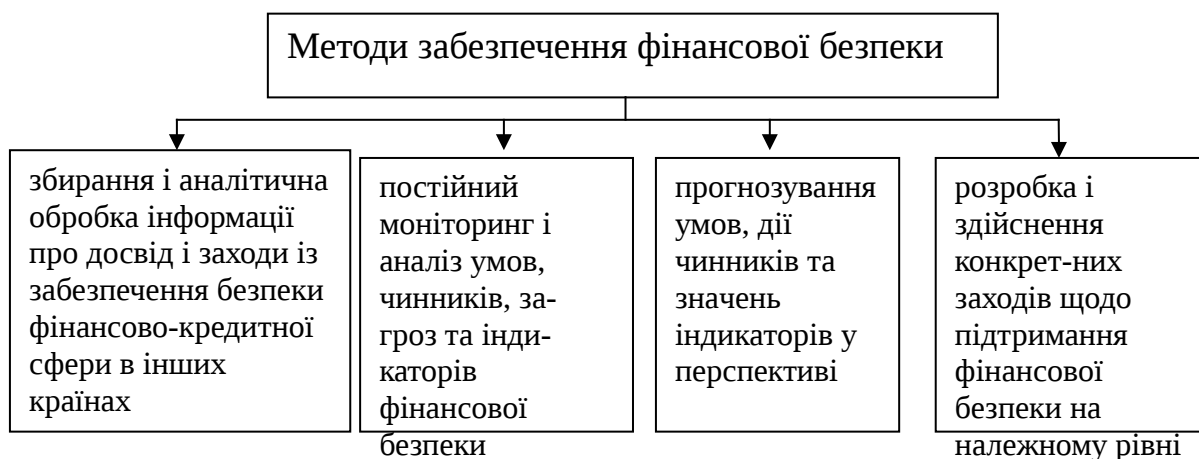 Методи забезпечення фінансової безпеки
збирання і аналітична
обробка інформації
про досвід і заходи із
забезпечення безпеки
фінансово-кредитної
сфери в інших
країнах
постійний
моніторинг і
аналіз умов,
чинників, за-
гроз та інди-
каторів
фінансової
безпеки
прогнозування
умов, дії
чинників та
значень
індикаторів у
перспективі
розробка і
здійснення
конкрет-них
заходів щодо
підтримання
фінансової
безпеки на
належному рівні